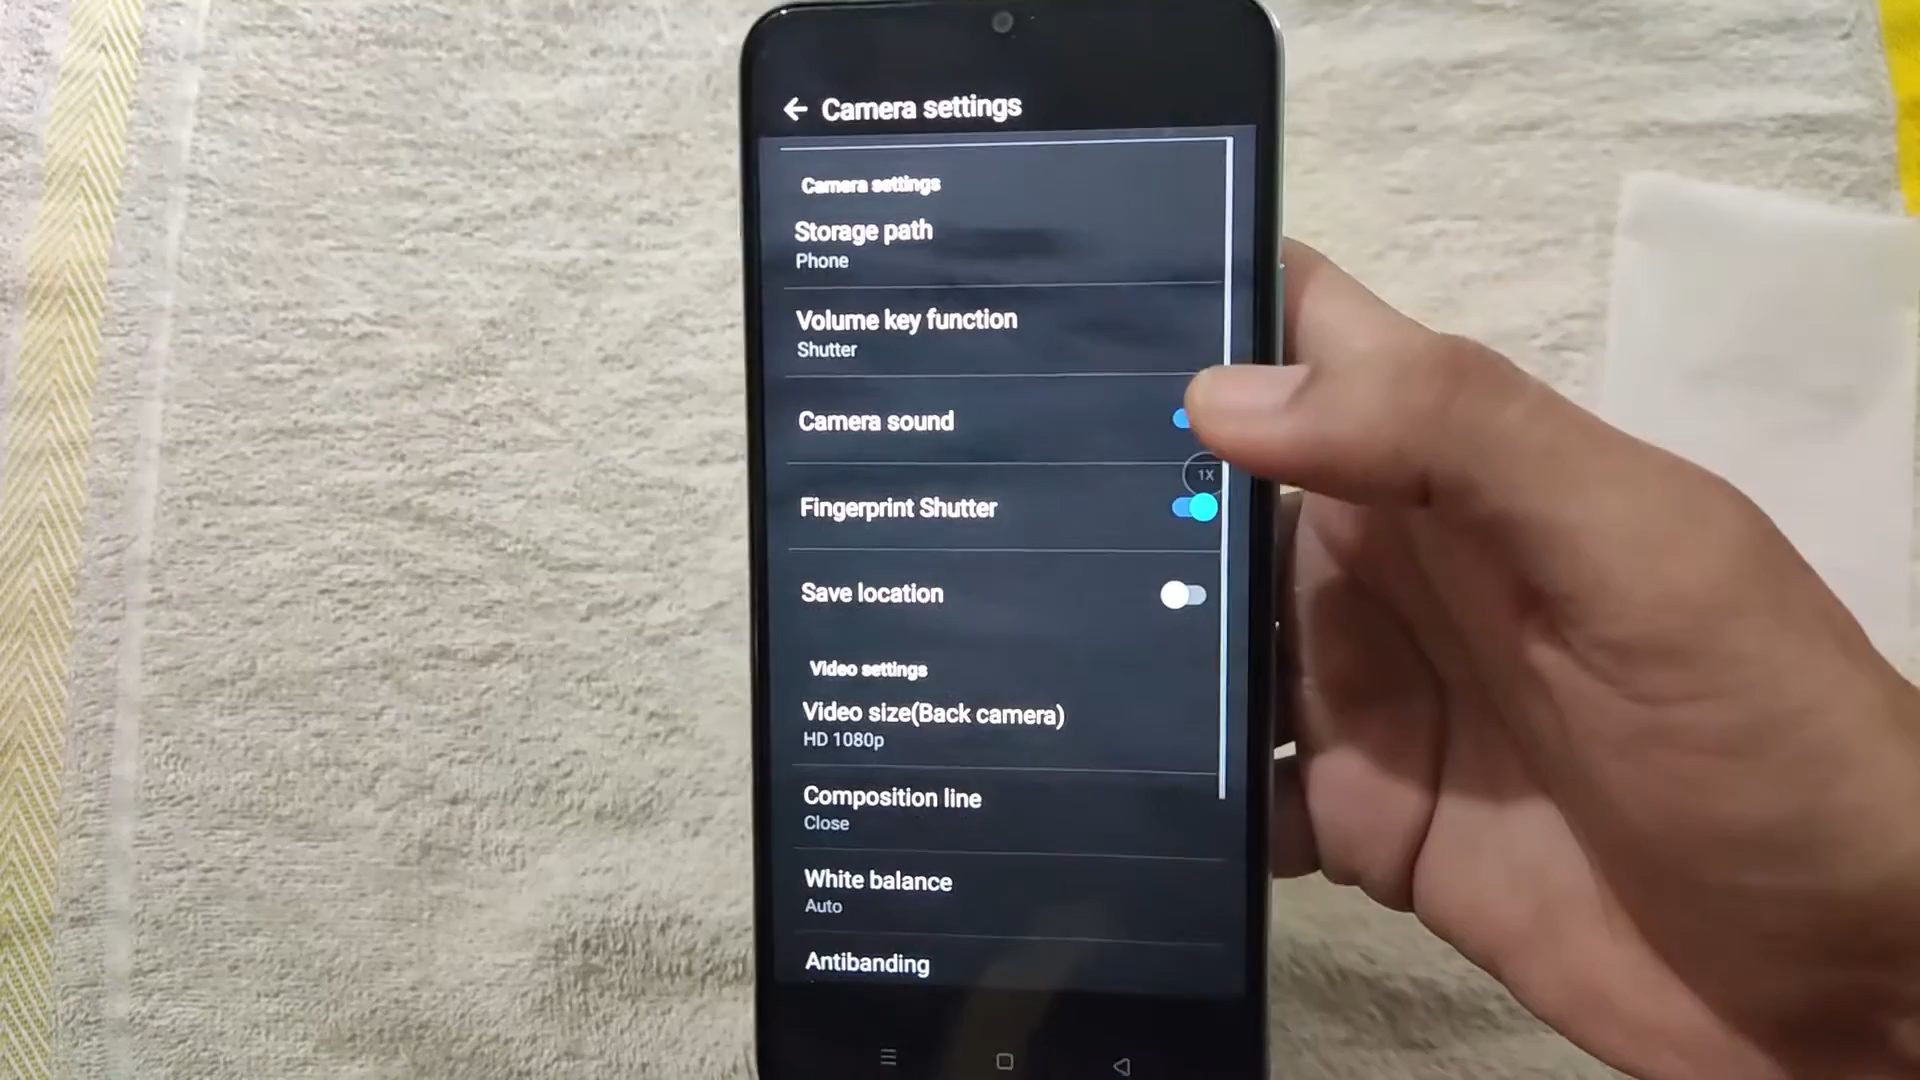 Camera settings
Camera settings
Storage path
Phone
Volume key function
Shutter
Camera sound
1X
Fingerprint Shutter
Save location
Video settings
Video size(Back camera)
HD 1080p
Composition line
Close
White balance
Auto
Antibanding